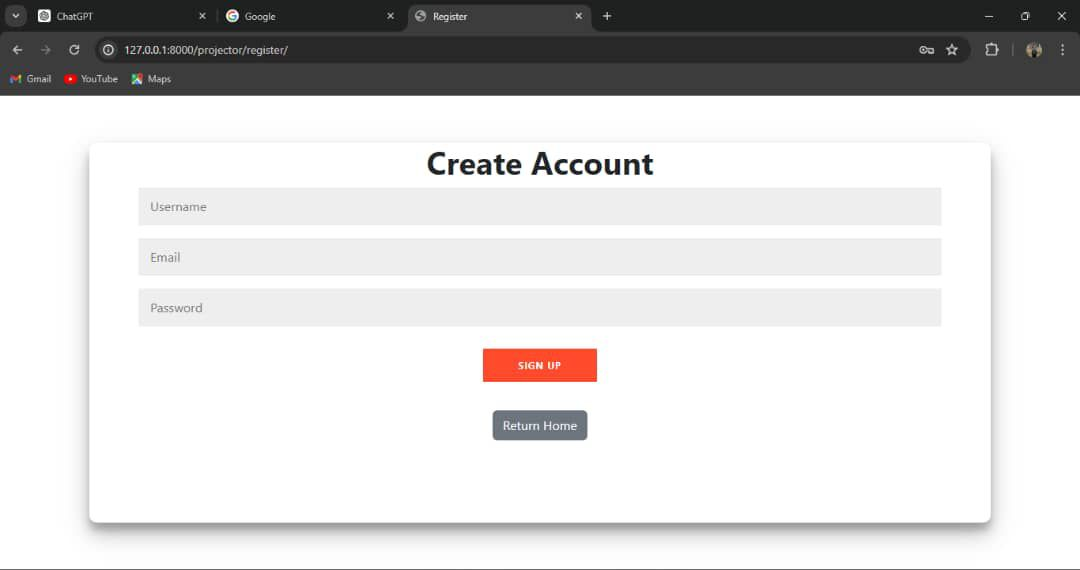 ChatGPT
Google
Register
127.0.0.1:8000/projector/register/
Gmail
YouTube
Maps
Create Account
Username
Email
Password
SIGN UP
Return Home